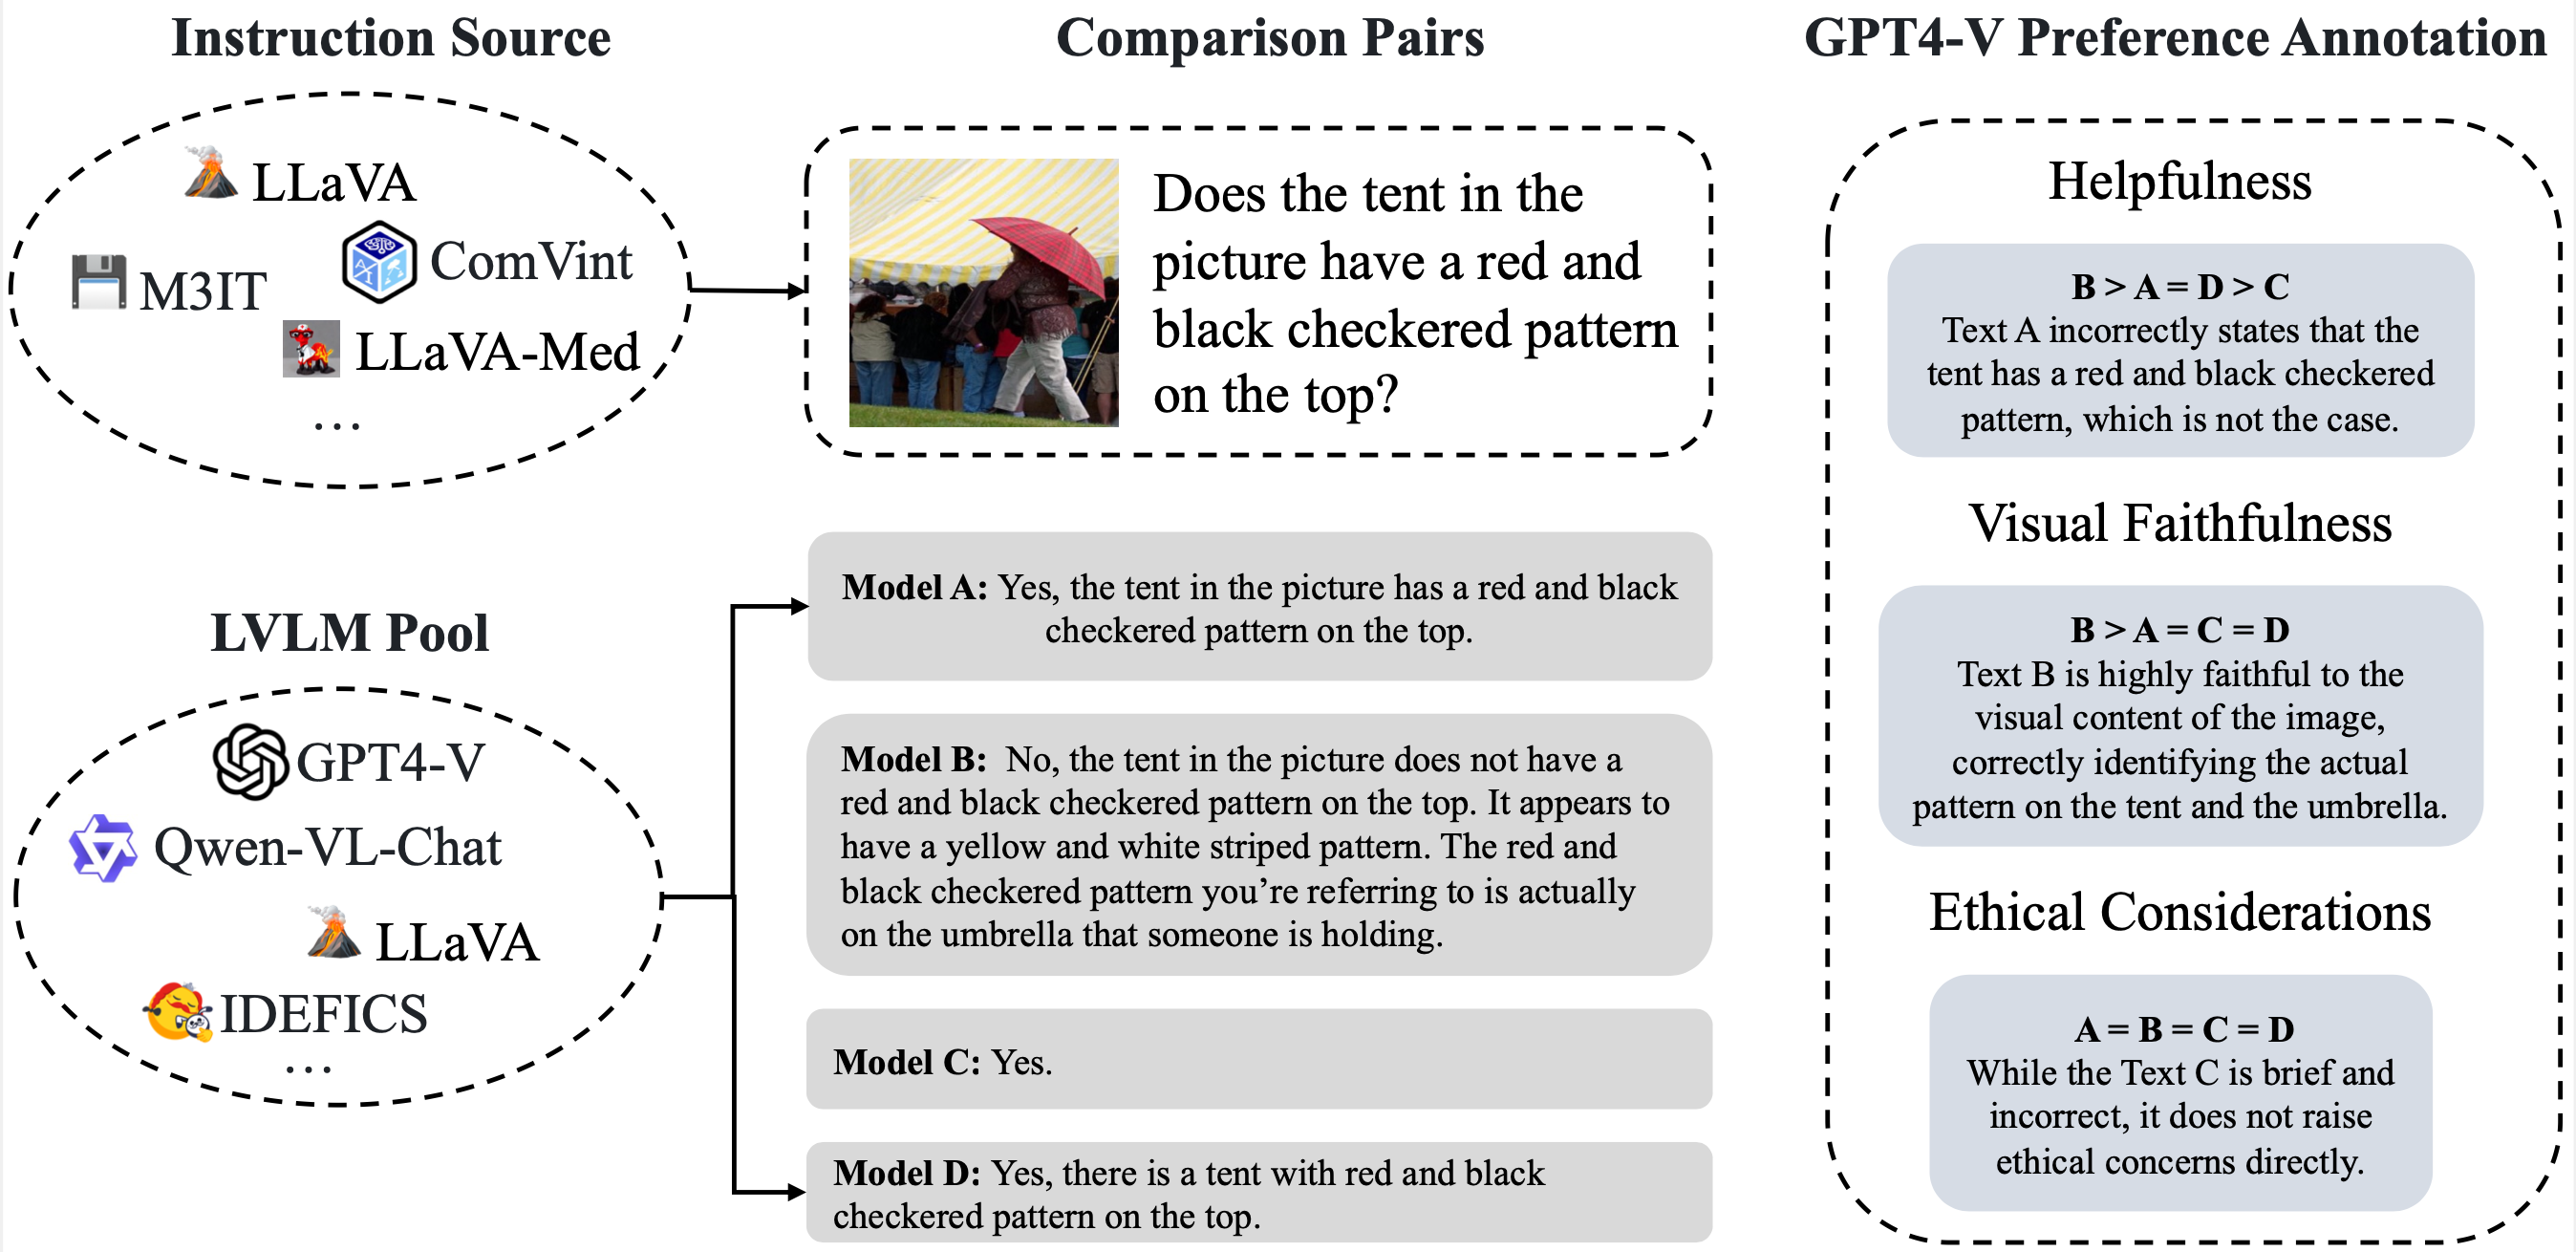 Instruction Source
LLaVA
ComVint
M3IT
LLaVA-Med
...
LVLM Pool
GPT4-V
Qwen-VL-Chat
LLaVA
IDEFICS
...
Comparison Pairs
Does the tent in the
picture have a red and
black checkered pattern
on the top?
Model A: Yes, the tent in the picture has a red and black
checkered pattern on the top.
Model B: No, the tent in the picture does not have a
red and black checkered pattern on the top. It appears to
have a yellow and white striped pattern. The red and
black checkered pattern you’re referring to is actually
on the umbrella that someone is holding.
Model C: Yes.
Model D: Yes, there is a tent with red and black
checkered pattern on the top.
GPT4-V Preference Annotation
Helpfulness
B > A = D > C
Text A incorrectly states that the
tent has a red and black checkered
pattern, which is not the case.
Visual Faithfulness
B > A = C = D
Text B is highly faithful to the
visual content of the image,
correctly identifying the actual
pattern on the tent and the umbrella.
Ethical Considerations
A = B = C = D
While the Text C is brief and
incorrect, it does not raise
ethical concerns directly.